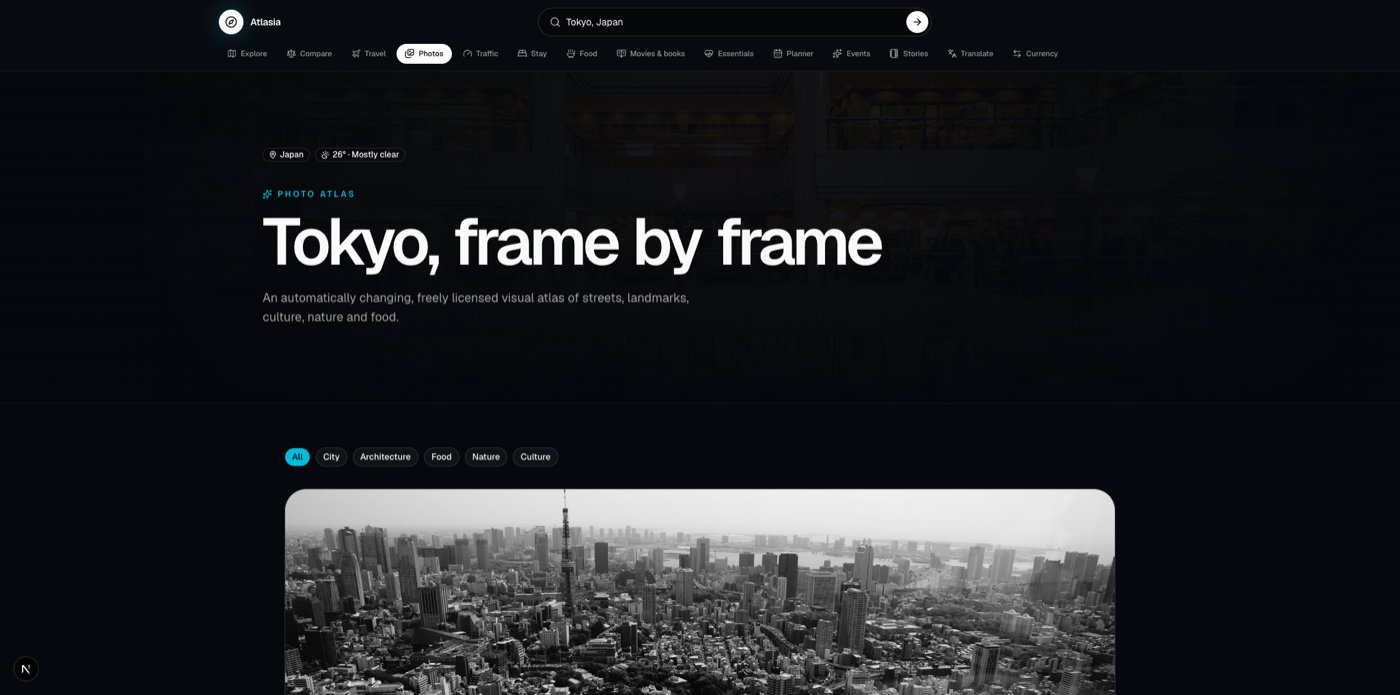 Atlasia
Tokyo, Japan
Explore Compare Travel Photos Traffic Stay Food Movies & books Essentials Planner Events Stories Translate Currency
Japan 26° · Mostly clear
PHOTO ATLAS
Tokyo, frame by frame
An automatically changing, freely licensed visual atlas of streets, landmarks,
culture, nature and food.
All City Architecture Food Nature Culture
N